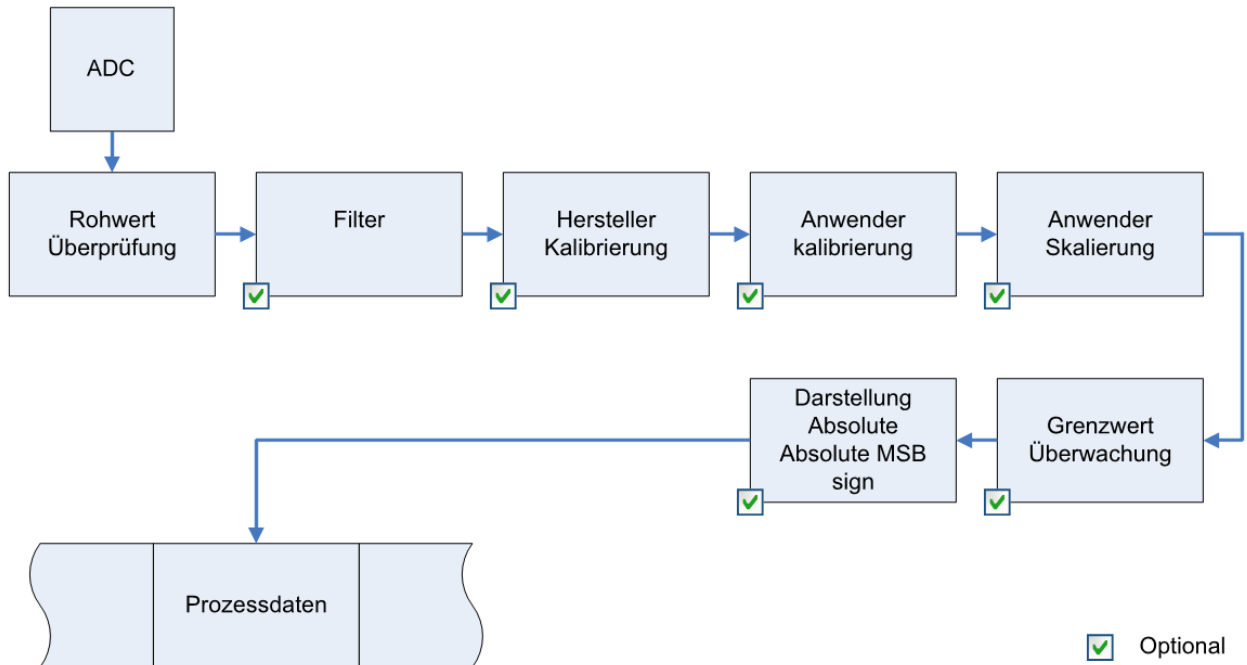 ADC
Rohwert
Überprüfung
Filter
Hersteller
Kalibrierung
Anwender
kalibrierung
Anwender
Skalierung
Darstellung
Absolute
Absolute MSB
sign
Grenzwert
Überwachung
Prozessdaten
Optional